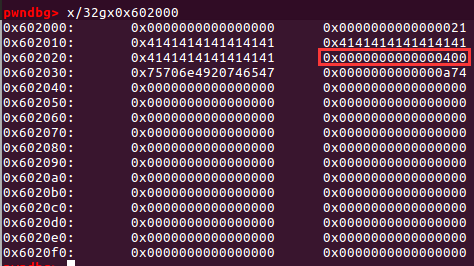 pwndbg> x/32gx0x602000
0x602000: 0x0000000000000000 0x0000000000000021
0x602010: 0x4141414141414141 0x4141414141414141
0x602020: 0x4141414141414141 0x0000000000000400
0x602030: 0x75706e4920746547 0x0000000000000a74
0x602040: 0x0000000000000000 0x0000000000000000
0x602050: 0x0000000000000000 0x0000000000000000
0x602060: 0x0000000000000000 0x0000000000000000
0x602070: 0x0000000000000000 0x0000000000000000
0x602080: 0x0000000000000000 0x0000000000000000
0x602090: 0x0000000000000000 0x0000000000000000
0x6020a0: 0x0000000000000000 0x0000000000000000
0x6020b0: 0x0000000000000000 0x0000000000000000
0x6020c0: 0x0000000000000000 0x0000000000000000
0x6020d0: 0x0000000000000000 0x0000000000000000
0x6020e0: 0x0000000000000000 0x0000000000000000
0x6020f0: 0x0000000000000000 0x0000000000000000